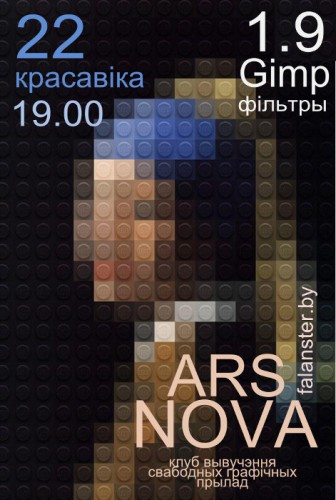 22
красавіка
19.00
1.9
Gimp
фільтры
falanster.by
ARS
NOVA
клуб вывучэння
свабодных графічных
прылад